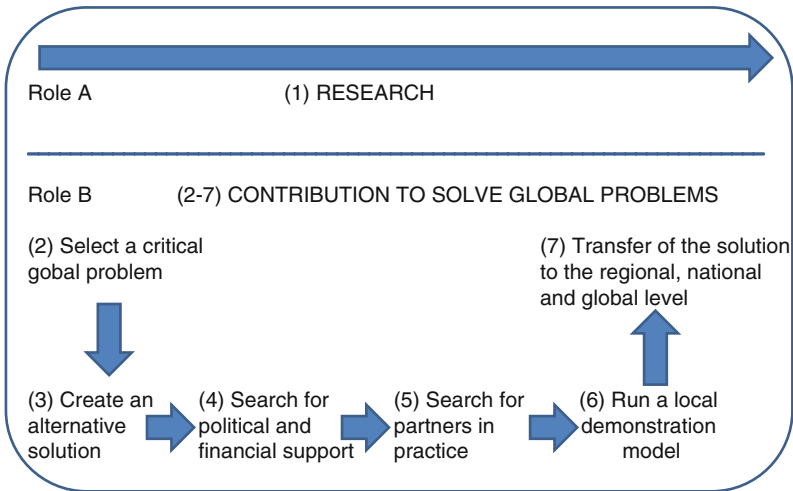 Role A (1) RESEARCH
Role B (2-7) CONTRIBUTION TO SOLVE GLOBAL PROBLEMS
(2) Select a critical
gobal problem
(3) Create an
alternative
solution
(4) Search for
political and
financial support
(5) Search for
partners in
practice
(6) Run a local
demonstration
model
(7) Transfer of the solution
to the regional, national
and global level